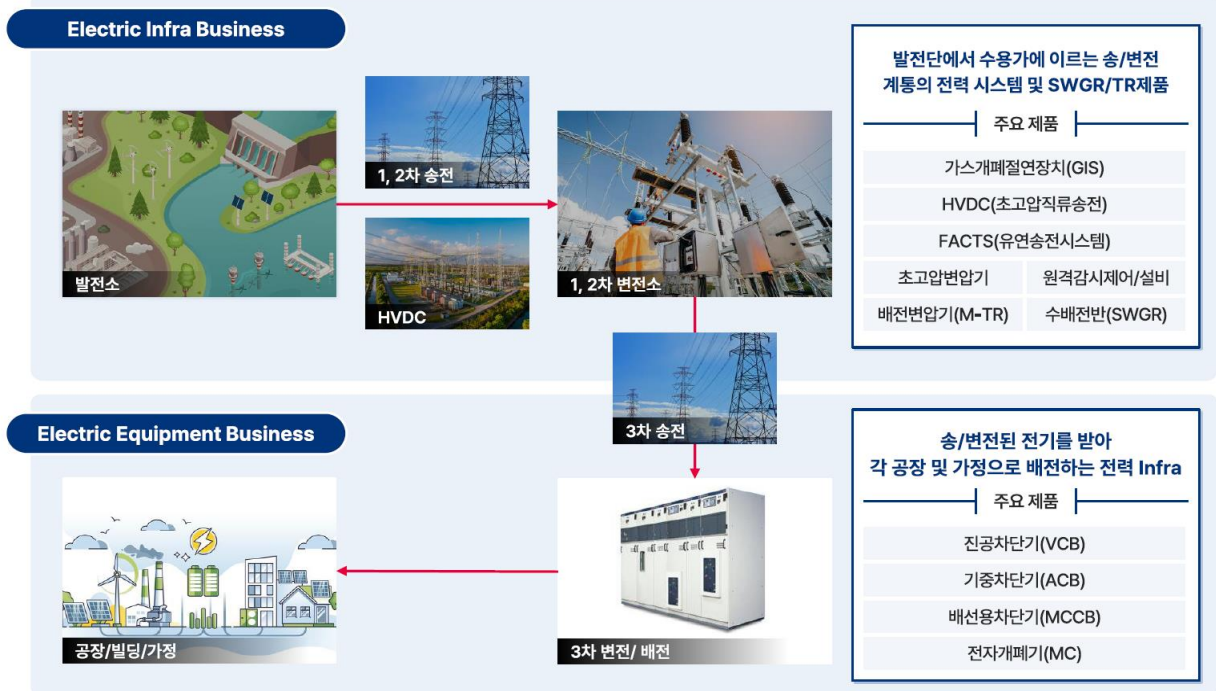 Electric Infra Business
발전소
1, 2차 송전
HVDC
1, 2차 변전소
발전단에서 수용가에 이르는 송/변전
계통의 전력 시스템 및 SWGR/TR제품
주요 제품
가스개폐절연장치(GIS)
HVDC(초고압직류송전)
FACTS(유연송전시스템)
초고압변압기
원격감시제어/설비
배전변압기(M-TR)
수배전반(SWGR)
3차 송전
Electric Equipment Business
공장/빌딩/가정
3차 변전/ 배전
송/변전된 전기를 받아
각 공장 및 가정으로 배전하는 전력 Infra
주요 제품
진공차단기(VCB)
기중차단기(ACB)
배선용차단기(MCCB)
전자개폐기(MC)